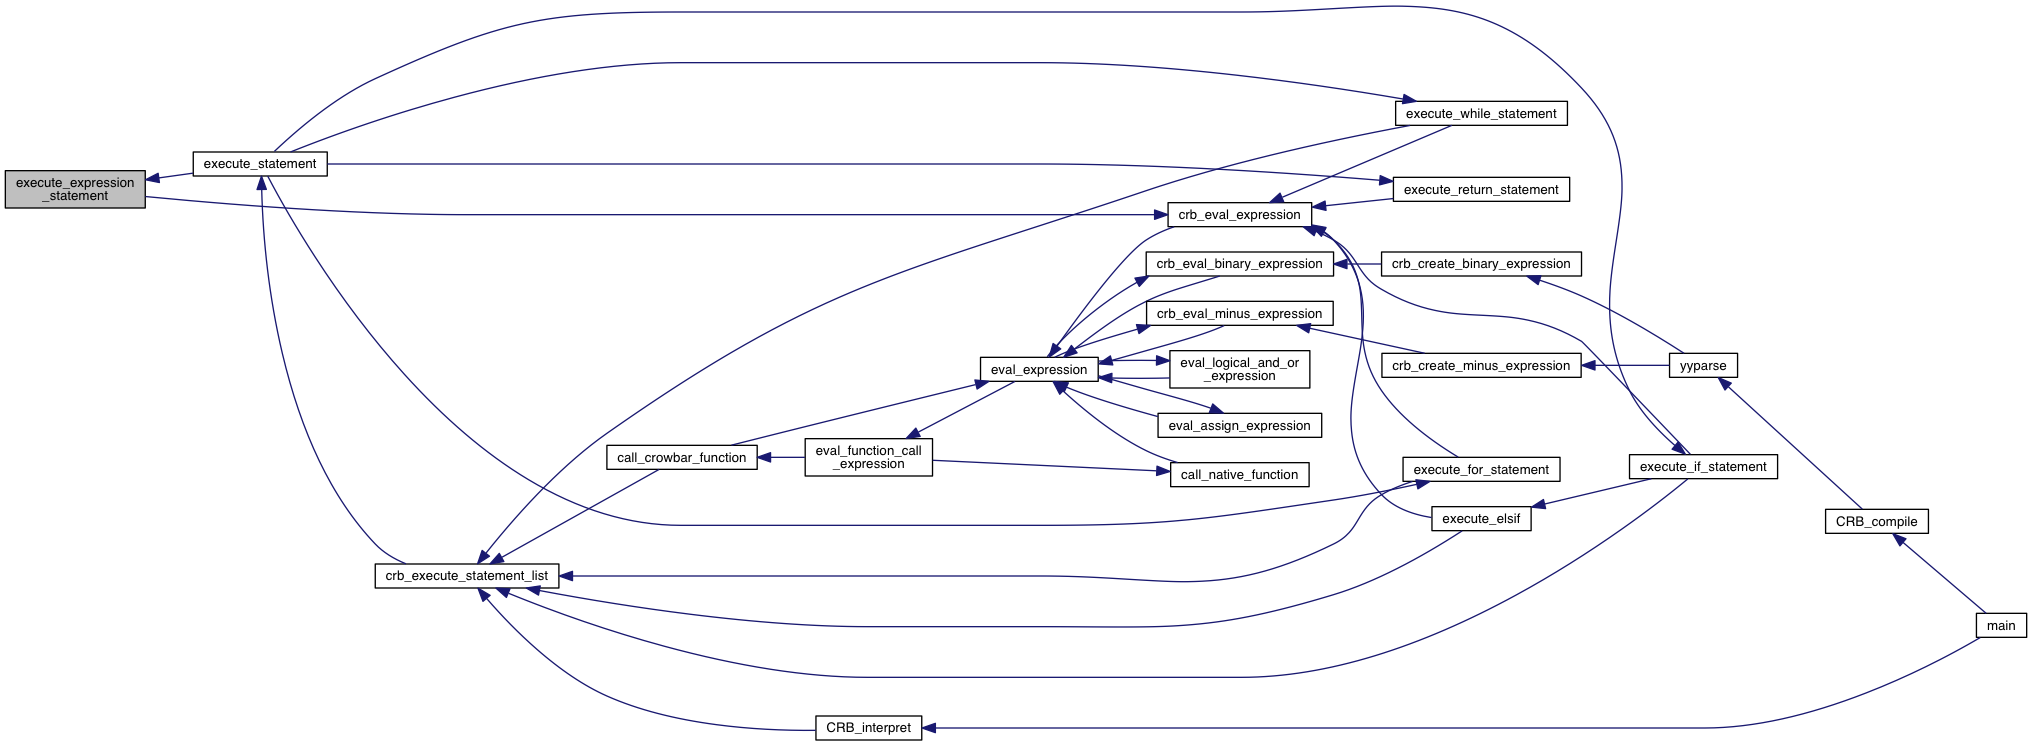 execute_while_statement
execute_statement
execute_expression
_statement
execute_return_statement
crb_eval_expression
crb_eval_binary_expression
crb_create_binary_expression
crb_eval_minus_expression
eval_expression
eval_logical_and_or
_expression
crb_create_minus_expression
yyparse
eval_assign_expression
call_crowbar_function
eval_function_call
_expression
call_native_function
execute_for_statement
execute_if_statement
execute_elsif
CRB_compile
crb_execute_statement_list
main
CRB_interpret